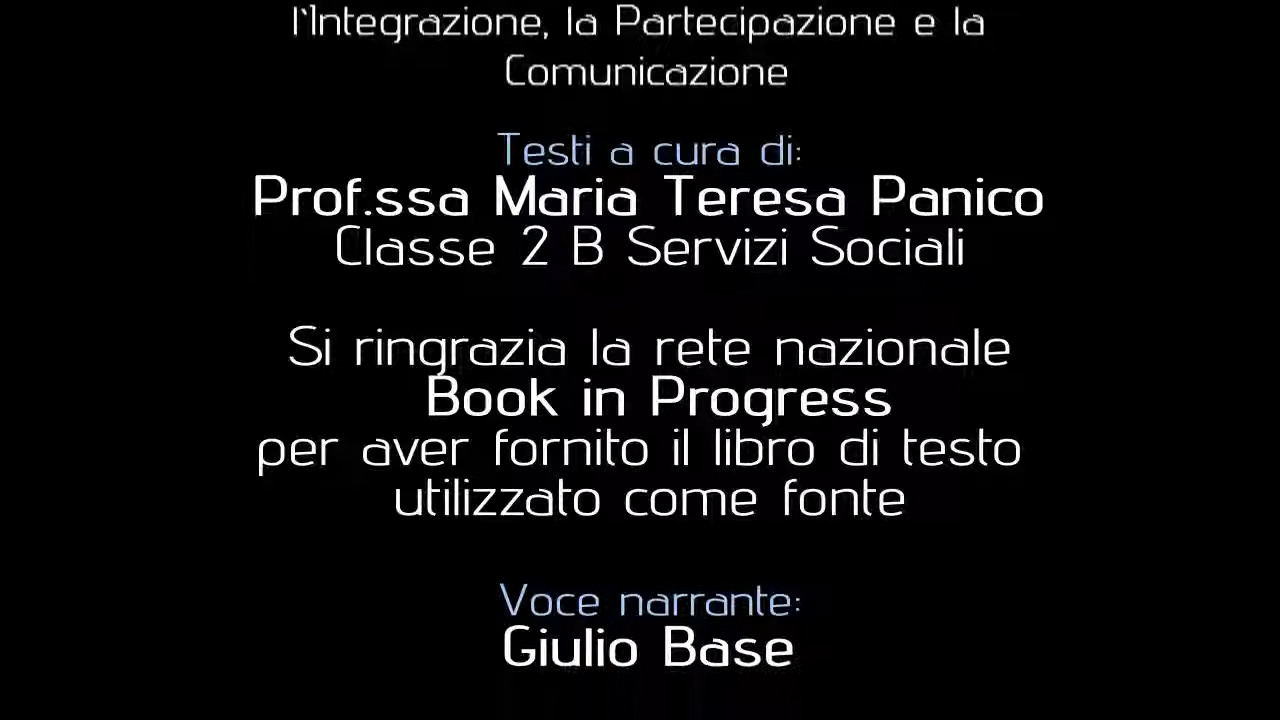 l'Integrazione, la Partecipazione e la
Comunicazione
Testi a cura di:
Prof.ssa Maria Teresa Panico
Classe 2 B Servizi Sociali
Si ringrazia la rete nazionale
Book in Progress
per aver fornito il libro di testo
utilizzato come fonte
Voce narrante:
Giulio Base